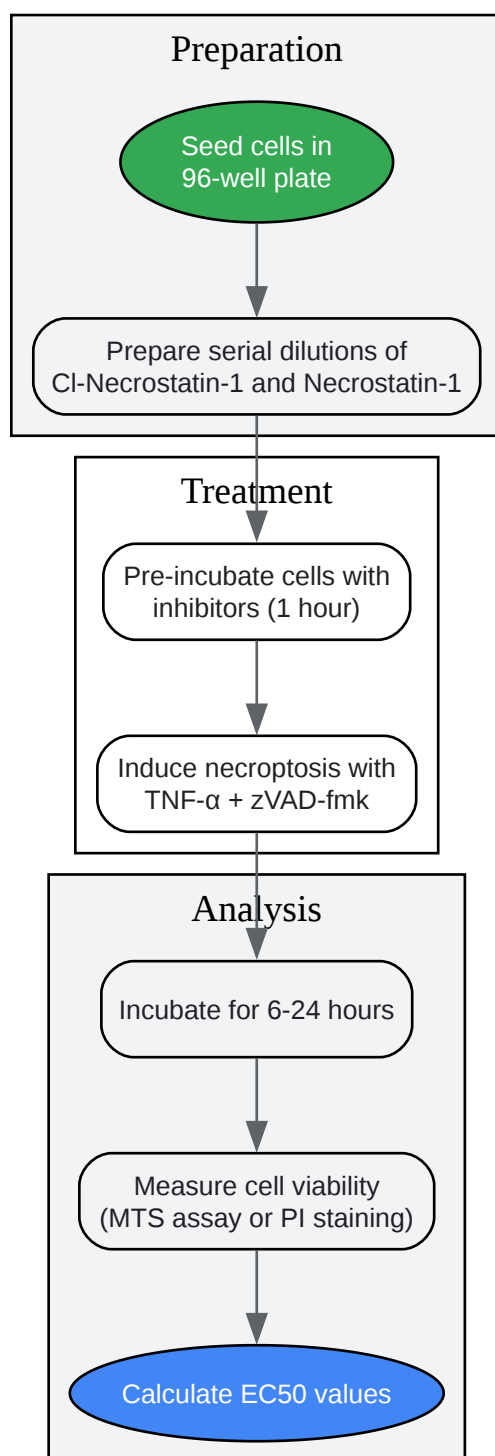 Preparation
Seed cells in
96-well plate
Prepare serial dilutions of
Cl-Necrostatin-1 and Necrostatin-1
Treatment
Pre-incubate cells with
inhibitors (1 hour)
Induce necroptosis with
TNF-α + zVAD-fmk
Analysis
Incubate for 6-24 hours
Measure cell viability
(MTS assay or PI staining)
Calculate EC50 values